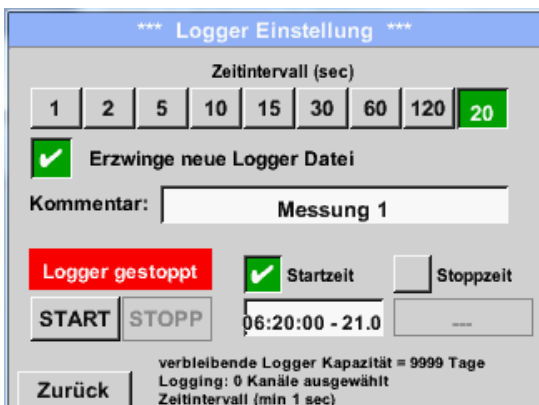 *** Logger Einstellung ***
Zeitintervall (sec)
1 2 5 10 15 30 60 120 20
Erzwinge neue Logger Datei
Kommentar: Messung 1
Logger gestoppt Startzeit Stoppzeit
START STOPP 06:20:00 - 21.0 ---
verbleibende Logger Kapazität = 9999 Tage
Zurück Logging: 0 Kanäle ausgewählt
Zeitintervall (min 1 sec)